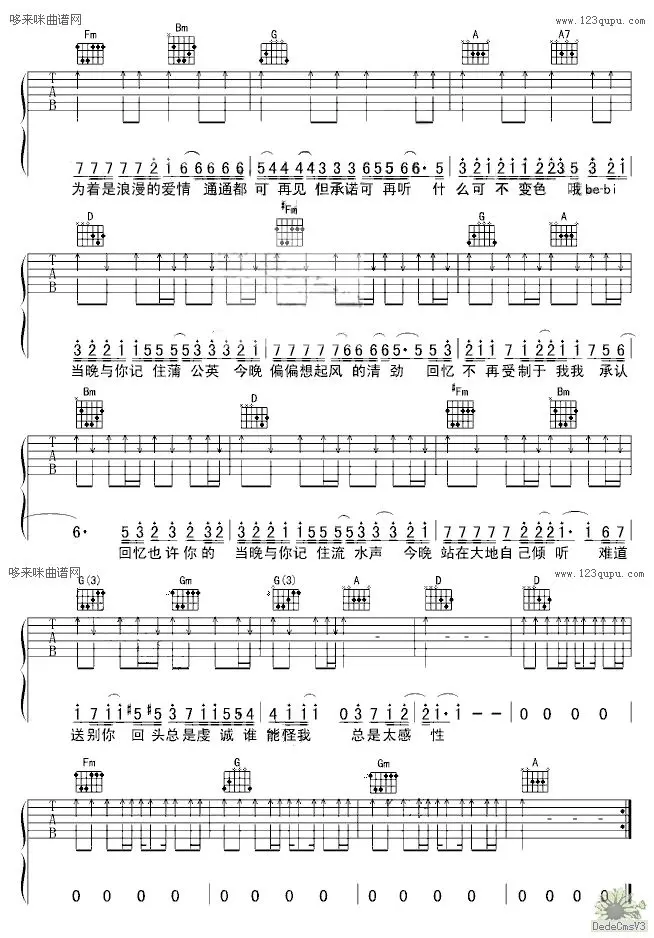 哆来咪曲谱网 www.123qupu.com
Fm Bm G A A7
T A B
7 7 7 7 7 2 1 6 6 6 6 6 5 4 4 4 4 3 3 3 6 5 5 6 6· 5 3 2 1 2 1 1 2 2 3 5 3 2 1
为着是浪漫的爱情 通通都 可 再见 但承诺可 再听 什 么 可 不 变色 哦be-bi
D #Fm G A
T A B
3 2 2 1 1 5 5 5 5 3 3 3 2 1 7 7 7 7 7 6 6 6 6 5 5· 5 5 3 2 1 1 7 1 2 2 1 1 1 7 5 6
当晚与你记 住蒲 公英 今晚 偏偏想起风 的清 劲 回忆 不 再受制于 我我 承认
Bm D #Fm Bm
T A B
6· 5 3 2 3 2 3 2 3 2 2 1 1 5 5 5 5 3 3 3 2 1 7 7 7 7 7 2 2 2 2 1· 1 6 7
回忆也许你的 当晚与你记 住流 水声 今晚 站在大地自己倾 听 难道
哆来咪曲谱网 www.123qupu.com
G(3) Gm G(3) A D D
T A B
1 7 1 1 #5 #5 3 7 1 1 5 5 5 4 4 1 1 1 0 3 7 1 2 2 1· 1 - - 0 0 0 0
送别你 回头总是虔诚谁 能怪我 总是太感 性
Fm G Gm A
T A B
0 0 0 0 0 0 0 0 0 0 0 0 0 0 0 0
DedeCmsV3